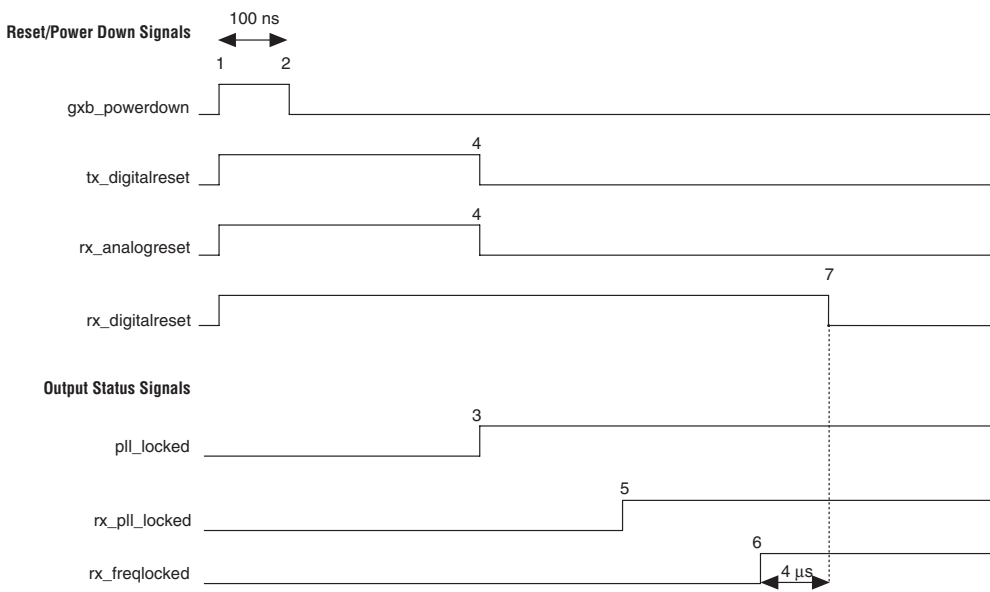 Reset/Power Down Signals
100 ns
1 2
gxb_powerdown
4
tx_digitalreset
4
rx_analogreset
7
rx_digitalreset
Output Status Signals
3
pll_locked
5
rx_pll_locked
6
rx_freqlocked
4 μs